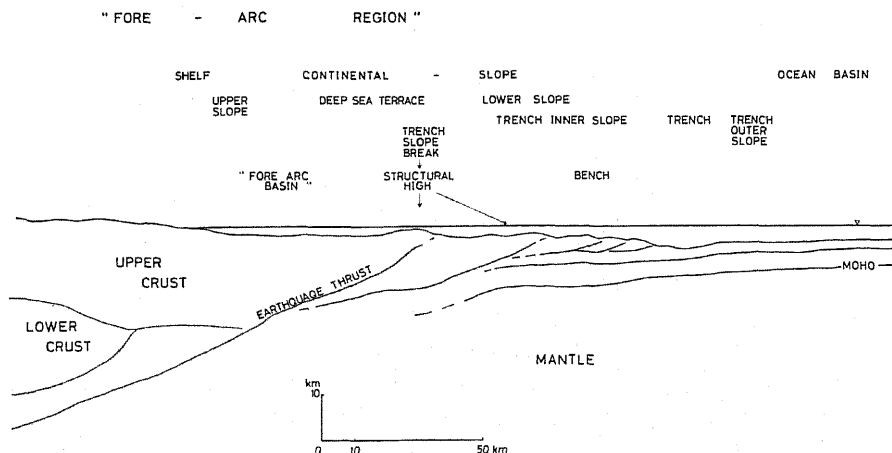 " FORE - ARC REGION "
SHELF CONTINENTAL - SLOPE OCEAN BASIN
UPPER SLOPE
DEEP SEA TERRACE LOWER SLOPE
TRENCH INNER SLOPE TRENCH TRENCH OUTER SLOPE
TRENCH SLOPE BREAK
" FORE ARC BASIN "
STRUCTURAL HIGH
BENCH
UPPER CRUST
EARTHQUAGE THRUST
MOHO
LOWER CRUST
MANTLE
km
10
0 10 50 km